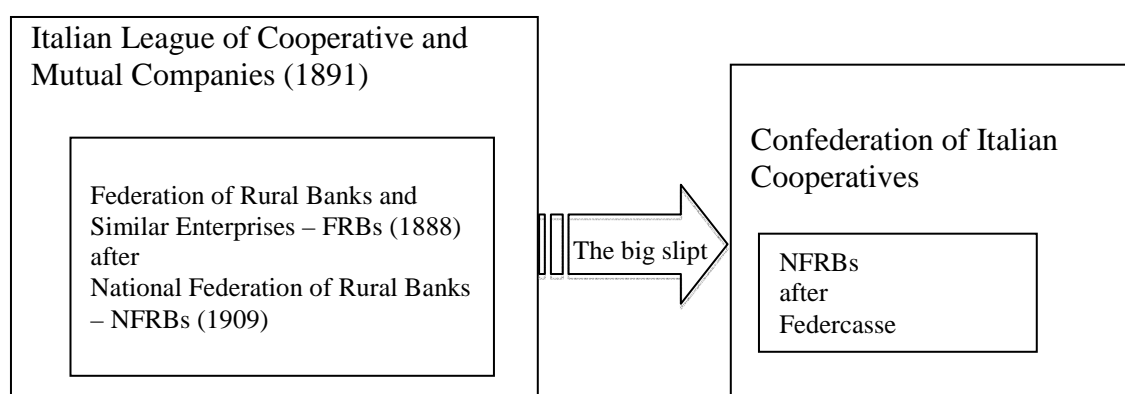 Italian League of Cooperative and
Mutual Companies (1891)
Federation of Rural Banks and
Similar Enterprises – FRBs (1888)
after
National Federation of Rural Banks
– NFRBs (1909)
The big slipt
Confederation of Italian
Cooperatives
NFRBs
after
Federcasse